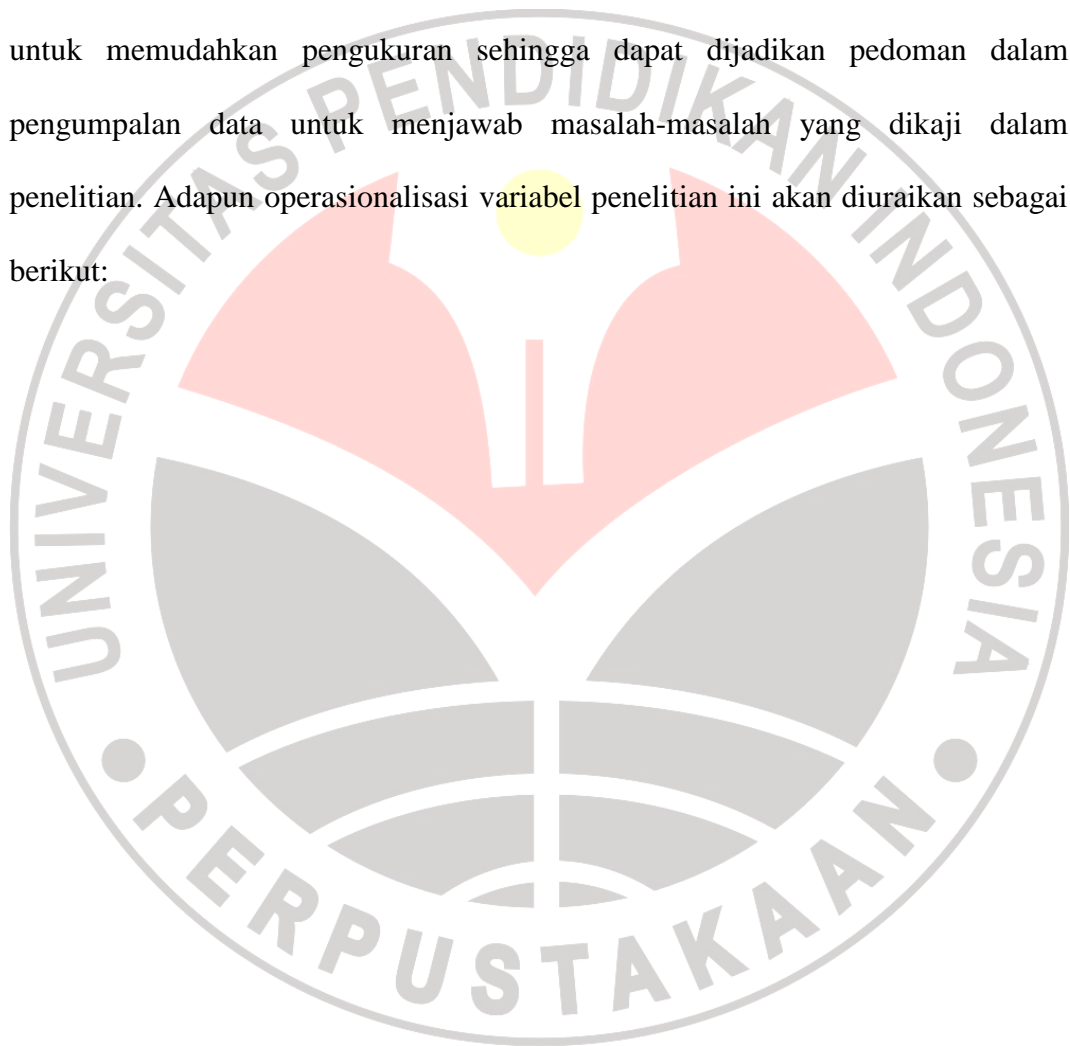 untuk memudahkan pengukuran sehingga dapat dijadikan pedoman dalam
pengumpalan data untuk menjawab masalah-masalah yang dikaji dalam
penelitian. Adapun operasionalisasi variabel penelitian ini akan diuraikan sebagai
berikut:
UNIVERSITAS PENDIDIKAN INDONESIA
PERPUSTAKAAN